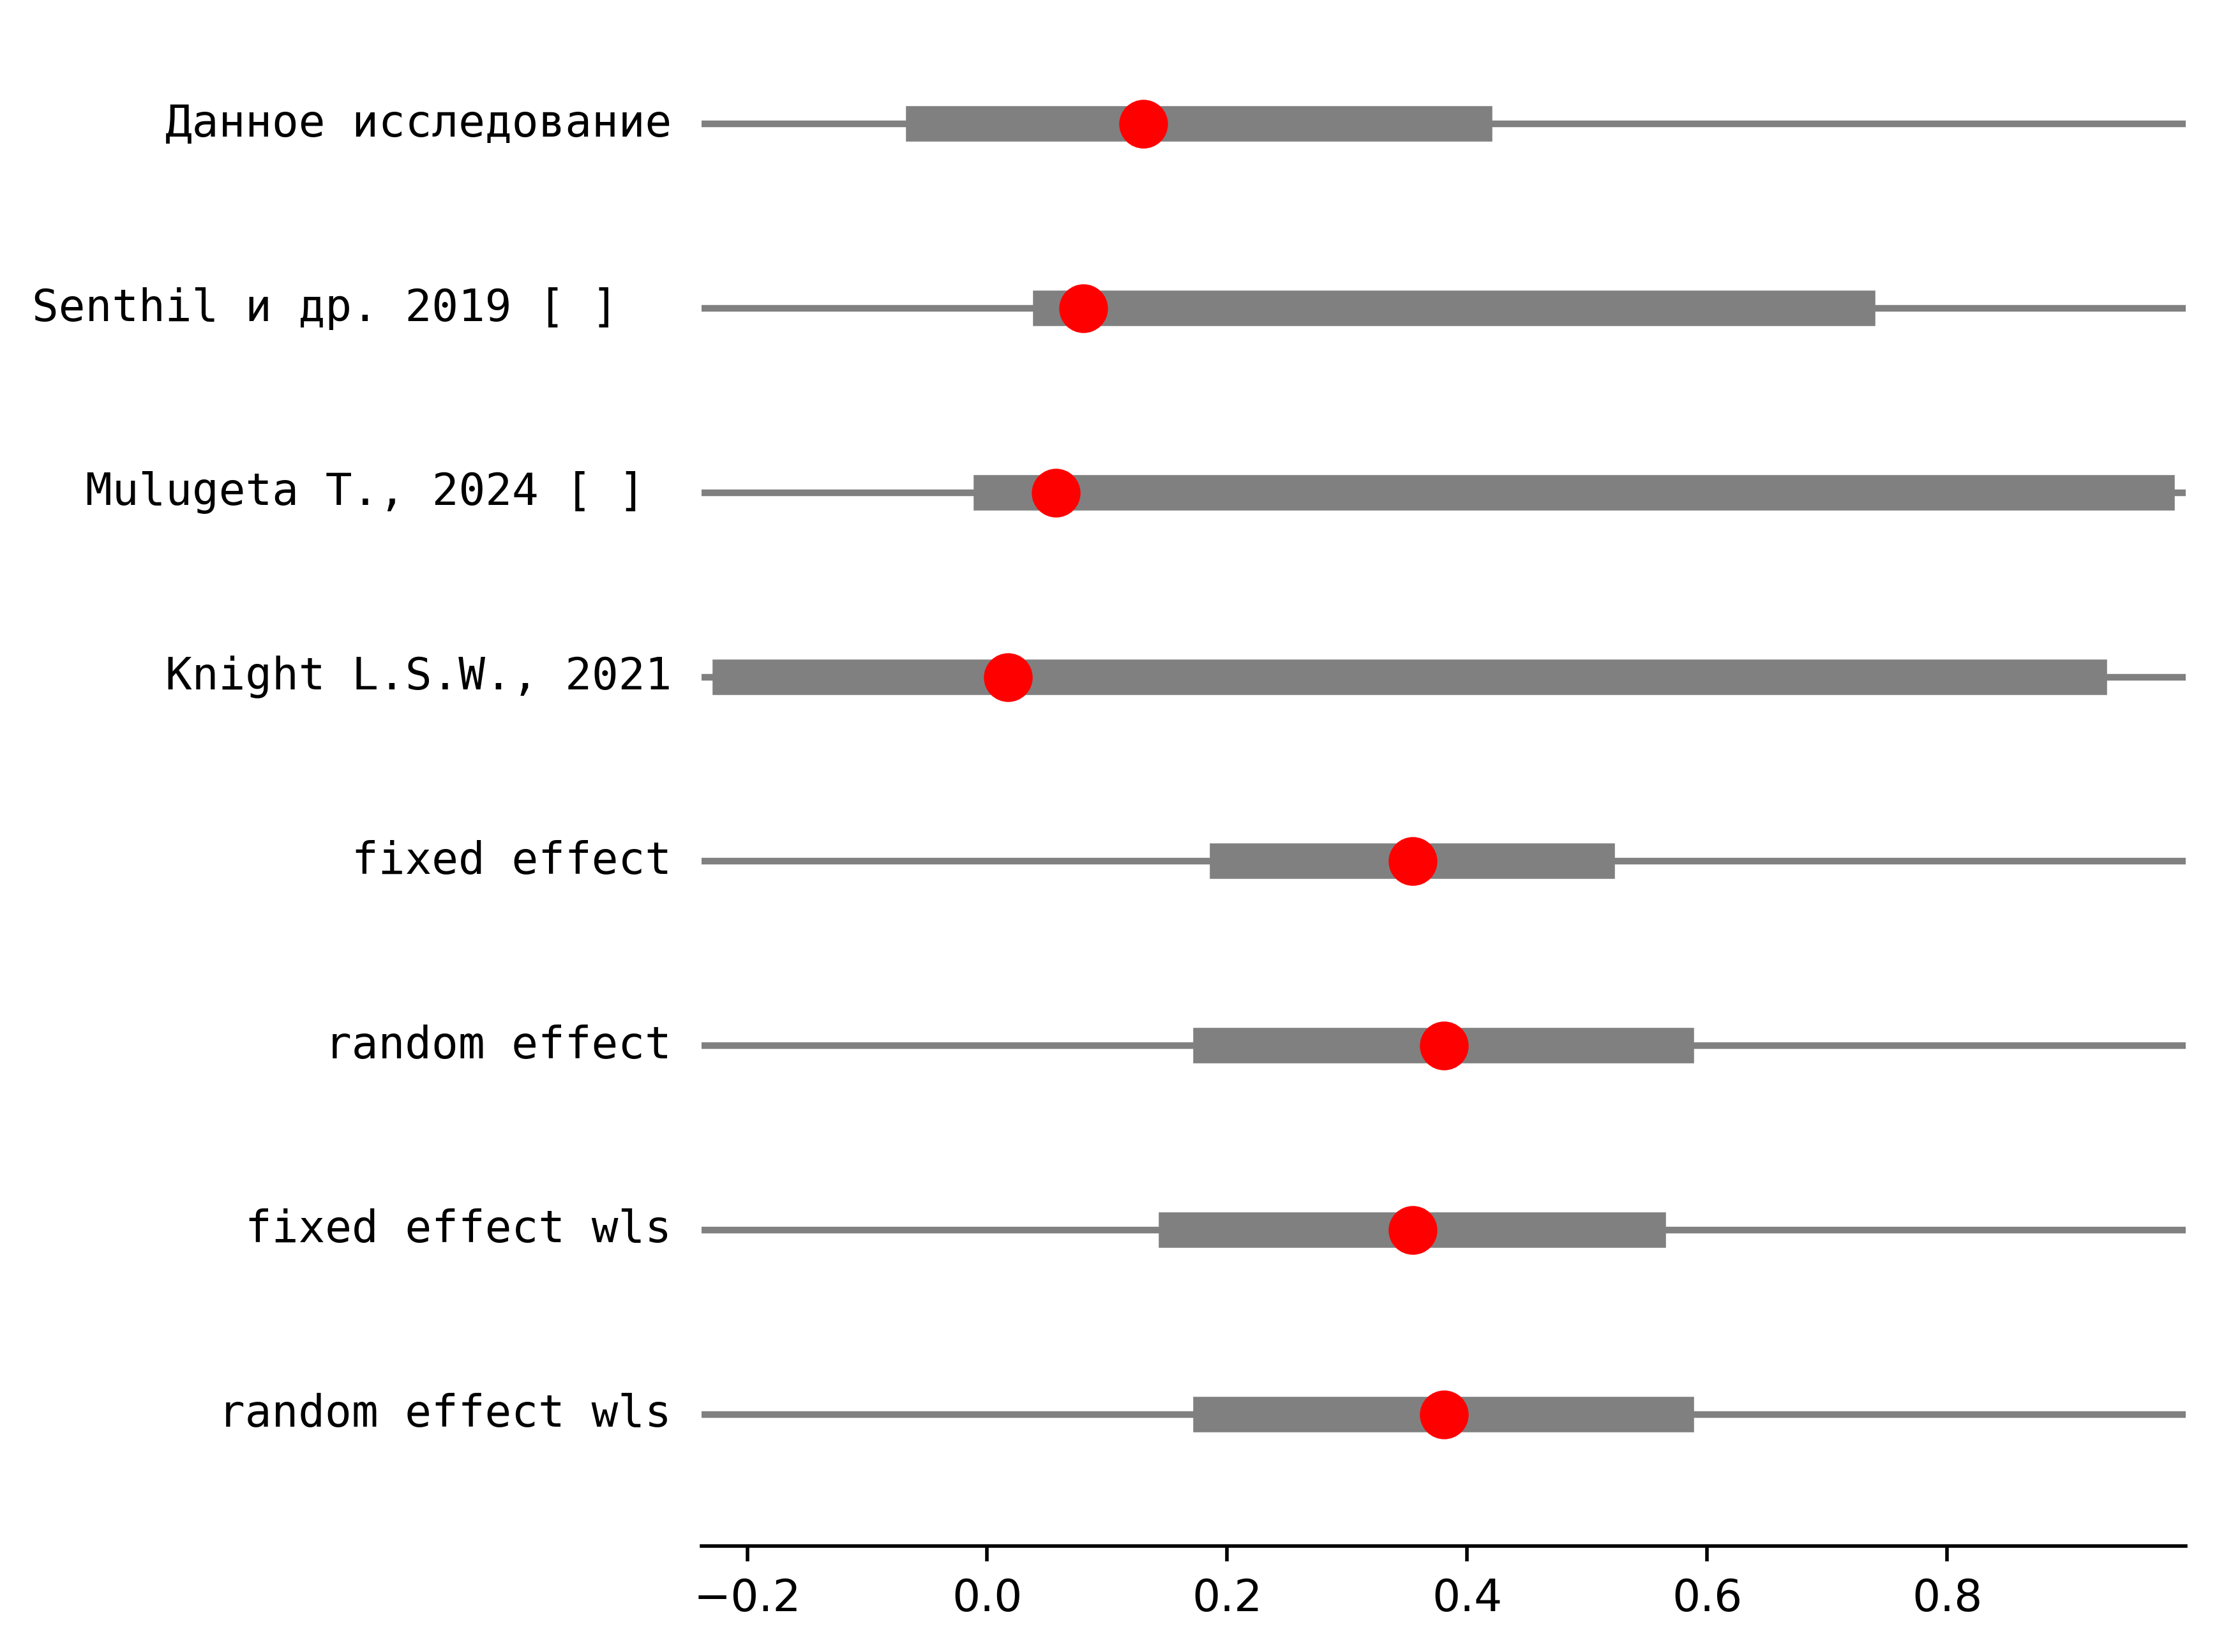 Данное исследование
Senthil и др. 2019 [ ]
Mulugeta T., 2024 [ ]
Knight L.S.W., 2021
fixed effect
random effect
fixed effect wls
random effect wls
−0.2 0.0 0.2 0.4 0.6 0.8